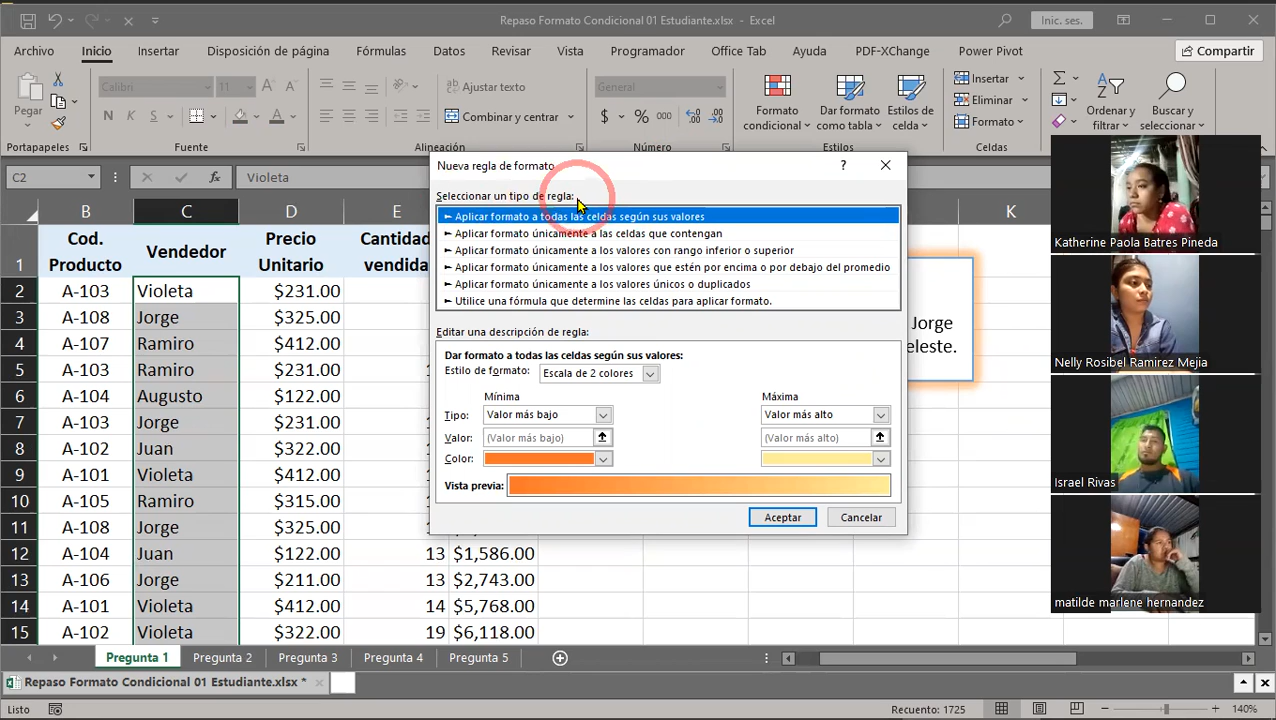 Repaso Formato Condicional 01 Estudiante.xlsx - Excel
Inic. ses.
Archivo Inicio Insertar Disposición de página Fórmulas Datos Revisar Vista Programador Office Tab Ayuda PDF-XChange Power Pivot Compartir
Pegar
Calibri 11
N K S
Ajustar texto
Combinar y centrar
General
$ % 000
Formato condicional
Dar formato como tabla
Estilos de celda
Insertar
Eliminar
Formato
Ordenar y filtrar
Buscar y seleccionar
Portapapeles Fuente Alineación Número Estilos Celdas
C2 fx Violeta
B C D E K
1 Cod. Producto Vendedor Precio Unitario Cantidad vendida
2 A-103 Violeta $231.00
3 A-108 Jorge $325.00
4 A-107 Ramiro $412.00
5 A-103 Ramiro $231.00 1
6 A-104 Augusto $122.00
7 A-103 Jorge $231.00 1
8 A-102 Juan $322.00 1
9 A-101 Violeta $412.00 1
10 A-102 Ramiro $315.00 1
11 A-108 Jorge $325.00 1
12 A-104 Juan $122.00 13 $1,586.00
13 A-106 Jorge $211.00 13 $2,743.00
14 A-101 Violeta $412.00 14 $5,768.00
15 A-102 Violeta $322.00 19 $6,118.00
Jorge
eleste.
Nueva regla de formato
?
Seleccionar un tipo de regla:
► Aplicar formato a todas las celdas según sus valores
► Aplicar formato únicamente a las celdas que contengan
► Aplicar formato únicamente a los valores con rango inferior o superior
► Aplicar formato únicamente a los valores que estén por encima o por debajo del promedio
► Aplicar formato únicamente a los valores únicos o duplicados
► Utilice una fórmula que determine las celdas para aplicar formato.
Editar una descripción de regla:
Dar formato a todas las celdas según sus valores:
Estilo de formato: Escala de 2 colores
Mínima Máxima
Tipo: Valor más bajo Valor más alto
Valor: (Valor más bajo) (Valor más alto)
Color:
Vista previa:
Aceptar Cancelar
Katherine Paola Batres Pineda
Nelly Rosibel Ramirez Mejia
Israel Rivas
matilde marlene hernandez
Pregunta 1 Pregunta 2 Pregunta 3 Pregunta 4 Pregunta 5
Repaso Formato Condicional 01 Estudiante.xlsx *
Listo
Recuento: 1725
140%